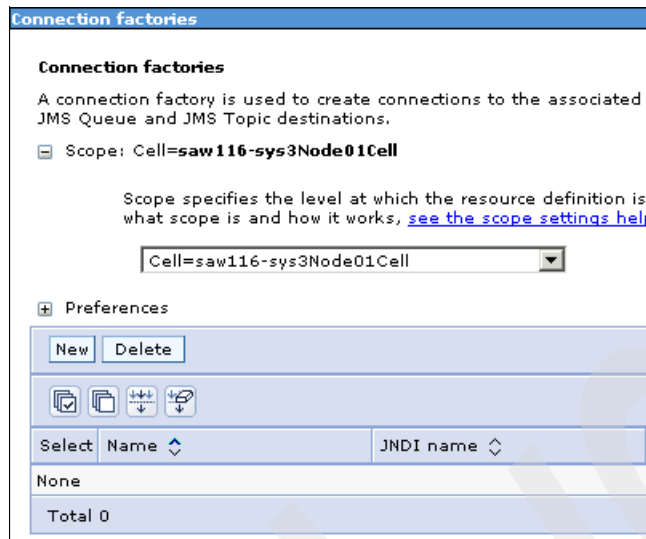 Connection factories
Connection factories
A connection factory is used to create connections to the associated
JMS Queue and JMS Topic destinations.
Scope: Cell=saw116-sys3Node01Cell
Scope specifies the level at which the resource definition is
what scope is and how it works, see the scope settings help
Cell=saw116-sys3Node01Cell
Preferences
New Delete
Select Name JNDI name
None
Total 0